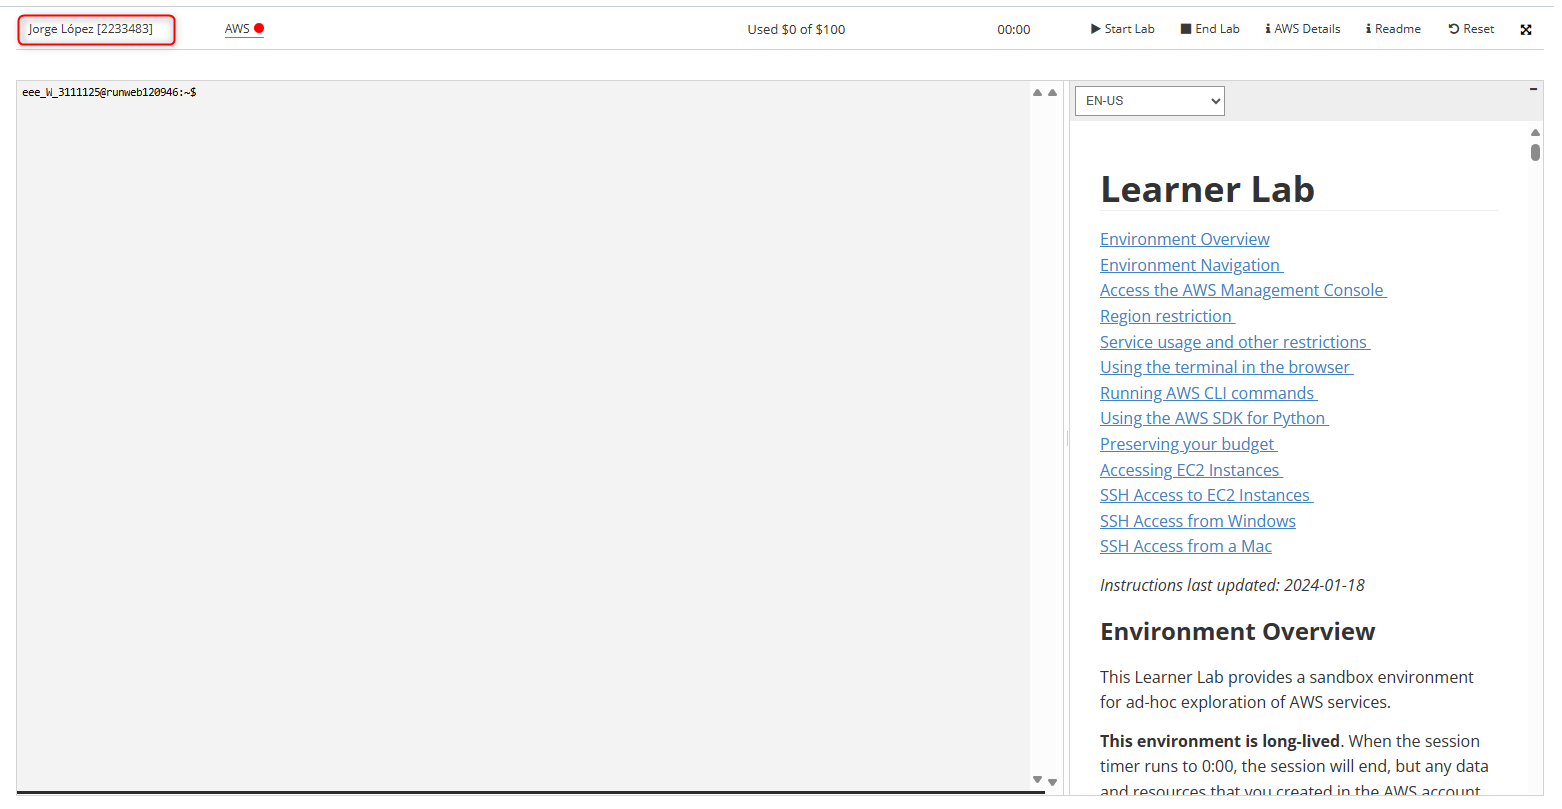 Jorge López [2233483] AWS Used $0 of $100 00:00 Start Lab End Lab AWS Details Readme Reset
eee_W_3111125@runweb120946:~$
EN-US
Learner Lab
Environment Overview
Environment Navigation
Access the AWS Management Console
Region restriction
Service usage and other restrictions
Using the terminal in the browser
Running AWS CLI commands
Using the AWS SDK for Python
Preserving your budget
Accessing EC2 Instances
SSH Access to EC2 Instances
SSH Access from Windows
SSH Access from a Mac
Instructions last updated: 2024-01-18
Environment Overview
This Learner Lab provides a sandbox environment
for ad-hoc exploration of AWS services.
This environment is long-lived. When the session
timer runs to 0:00, the session will end, but any data
and resources that you created in the AWS account